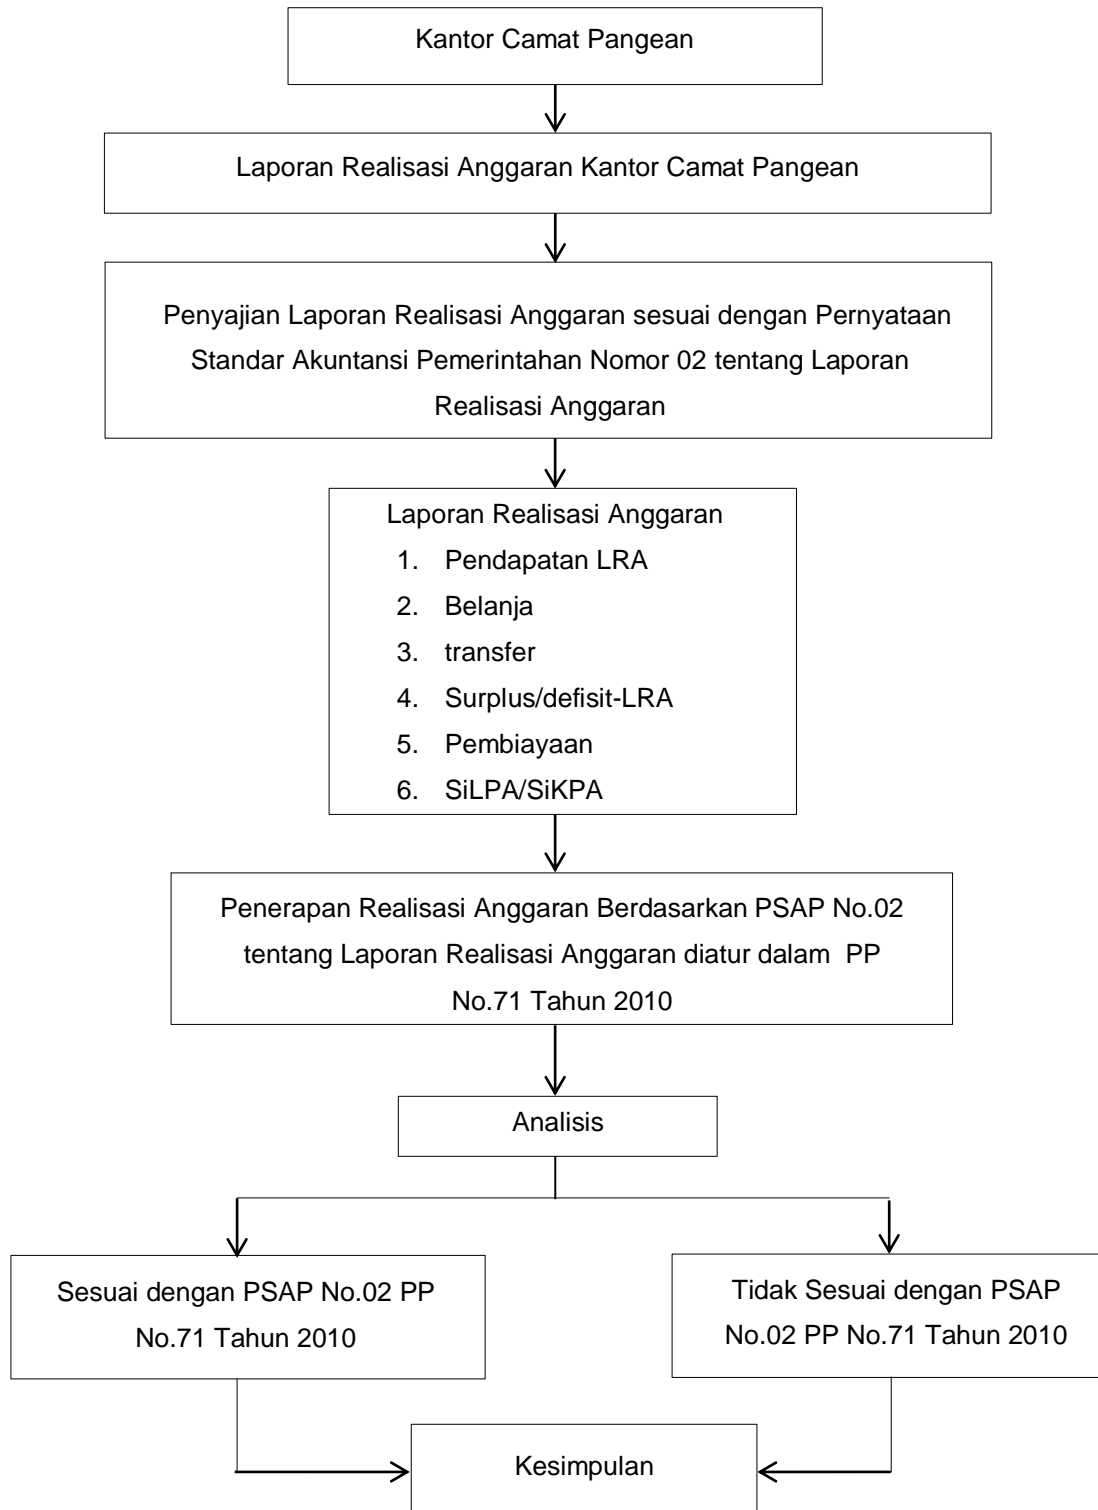 Kantor Camat Pangean
Laporan Realisasi Anggaran Kantor Camat Pangean
Penyajian Laporan Realisasi Anggaran sesuai dengan Pernyataan
Standar Akuntansi Pemerintahan Nomor 02 tentang Laporan
Realisasi Anggaran
Laporan Realisasi Anggaran
1. Pendapatan LRA
2. Belanja
3. transfer
4. Surplus/defisit-LRA
5. Pembiayaan
6. SiLPA/SiKPA
Penerapan Realisasi Anggaran Berdasarkan PSAP No.02
tentang Laporan Realisasi Anggaran diatur dalam PP
No.71 Tahun 2010
Analisis
Sesuai dengan PSAP No.02 PP
No.71 Tahun 2010
Tidak Sesuai dengan PSAP
No.02 PP No.71 Tahun 2010
Kesimpulan